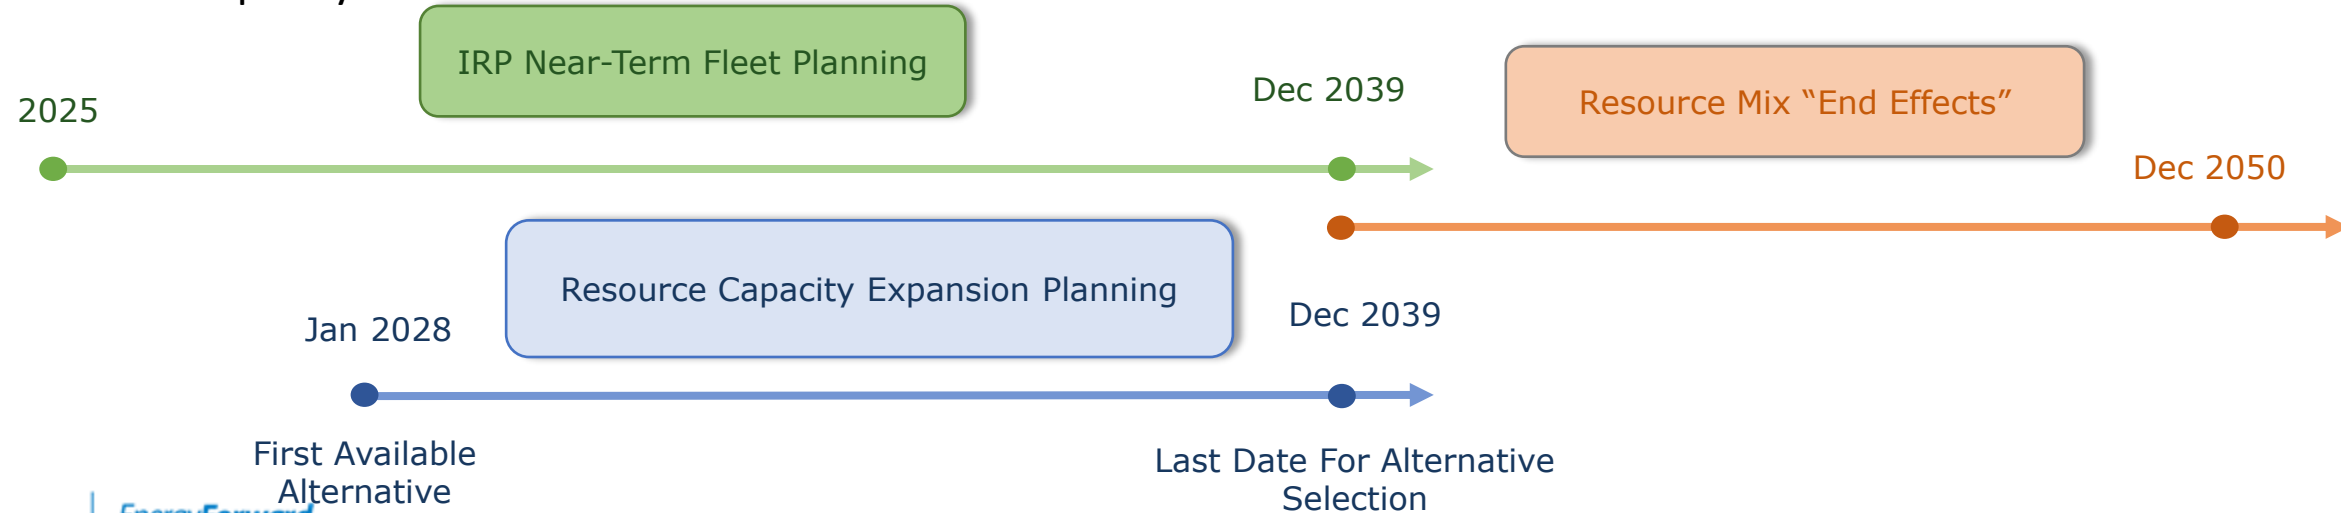 IRP Near-Term Fleet Planning
2025
Dec 2039
Resource Mix “End Effects”
Dec 2050
Resource Capacity Expansion Planning
Jan 2028
Dec 2039
First Available
Alternative
Last Date For Alternative
Selection
EnergyForward